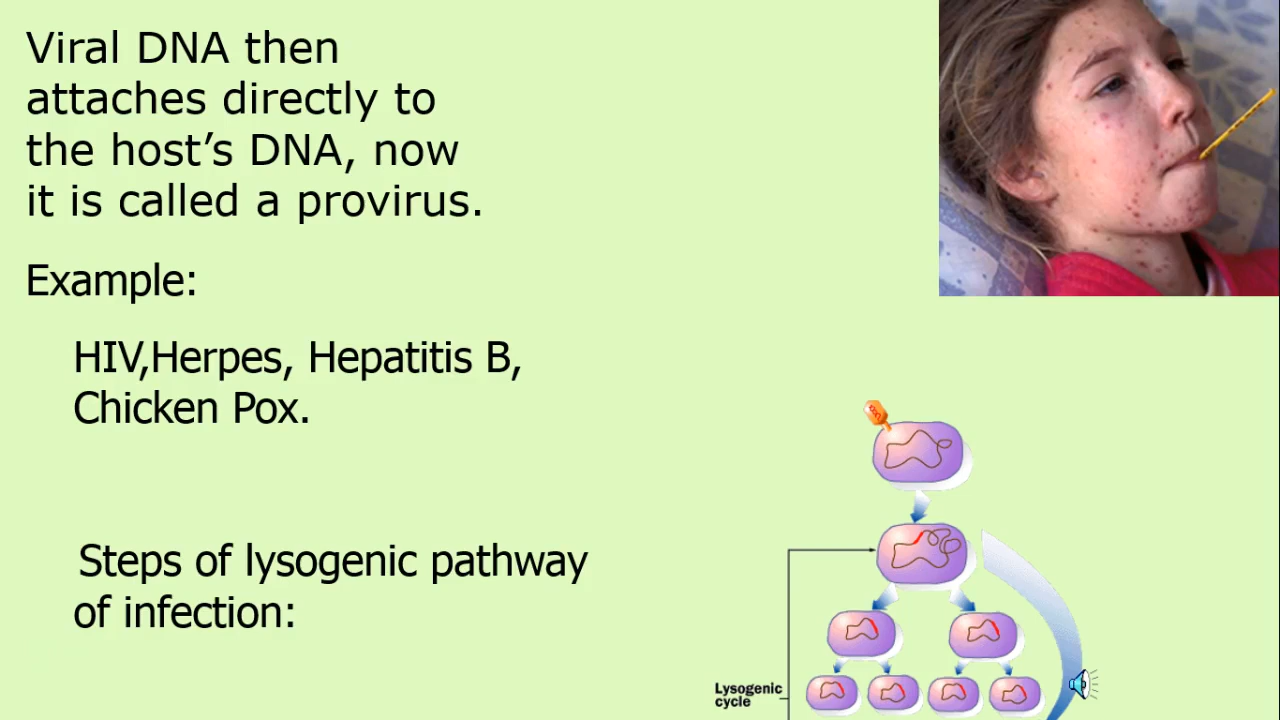 Viral DNA then
attaches directly to
the host’s DNA, now
it is called a provirus.
Example:
HIV,Herpes, Hepatitis B,
Chicken Pox.
Steps of lysogenic pathway
of infection:
Lysogenic
cycle